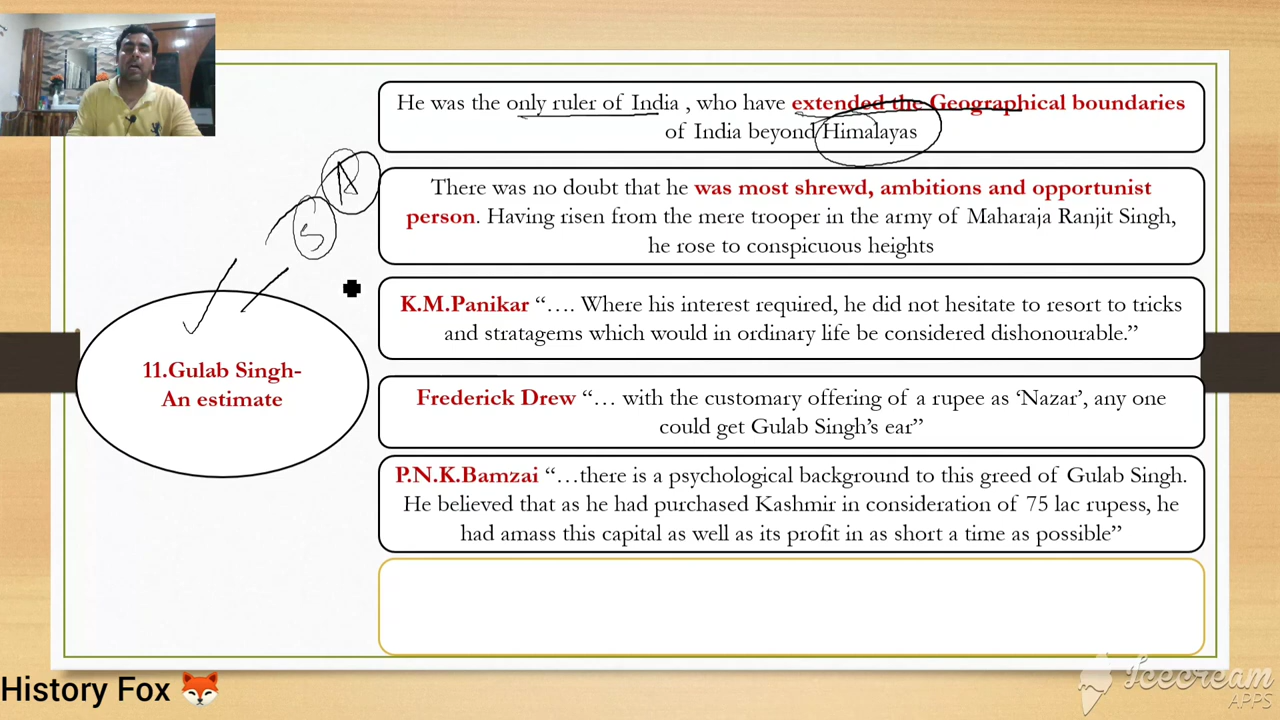 He was the only ruler of India , who have extended the Geographical boundaries
of India beyond Himalayas
There was no doubt that he was most shrewd, ambitions and opportunist
person. Having risen from the mere trooper in the army of Maharaja Ranjit Singh,
he rose to conspicuous heights
K.M.Panikar “…. Where his interest required, he did not hesitate to resort to tricks
and stratagems which would in ordinary life be considered dishonourable.”
11.Gulab Singh-
An estimate
Frederick Drew “… with the customary offering of a rupee as ‘Nazar’, any one
could get Gulab Singh’s ear”
P.N.K.Bamzai “…there is a psychological background to this greed of Gulab Singh.
He believed that as he had purchased Kashmir in consideration of 75 lac rupess, he
had amass this capital as well as its profit in as short a time as possible”
History Fox 🦊
Icecream
APPS